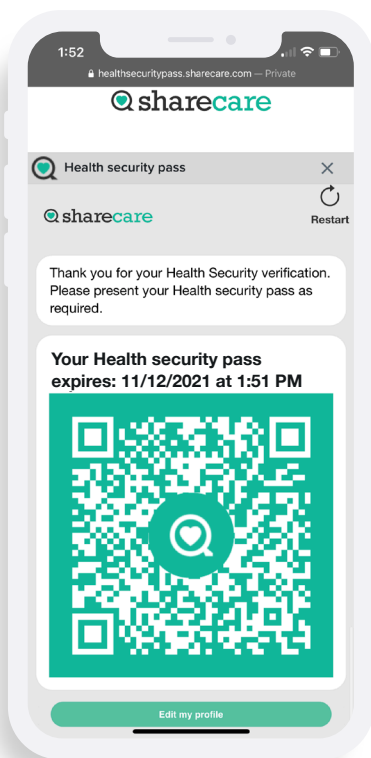 1:52
healthsecuritypass.sharecare.com — Private
sharecare
Health security pass
sharecare
Restart
Thank you for your Health Security verification.
Please present your Health security pass as
required.
Your Health security pass
expires: 11/12/2021 at 1:51 PM
Edit my profile